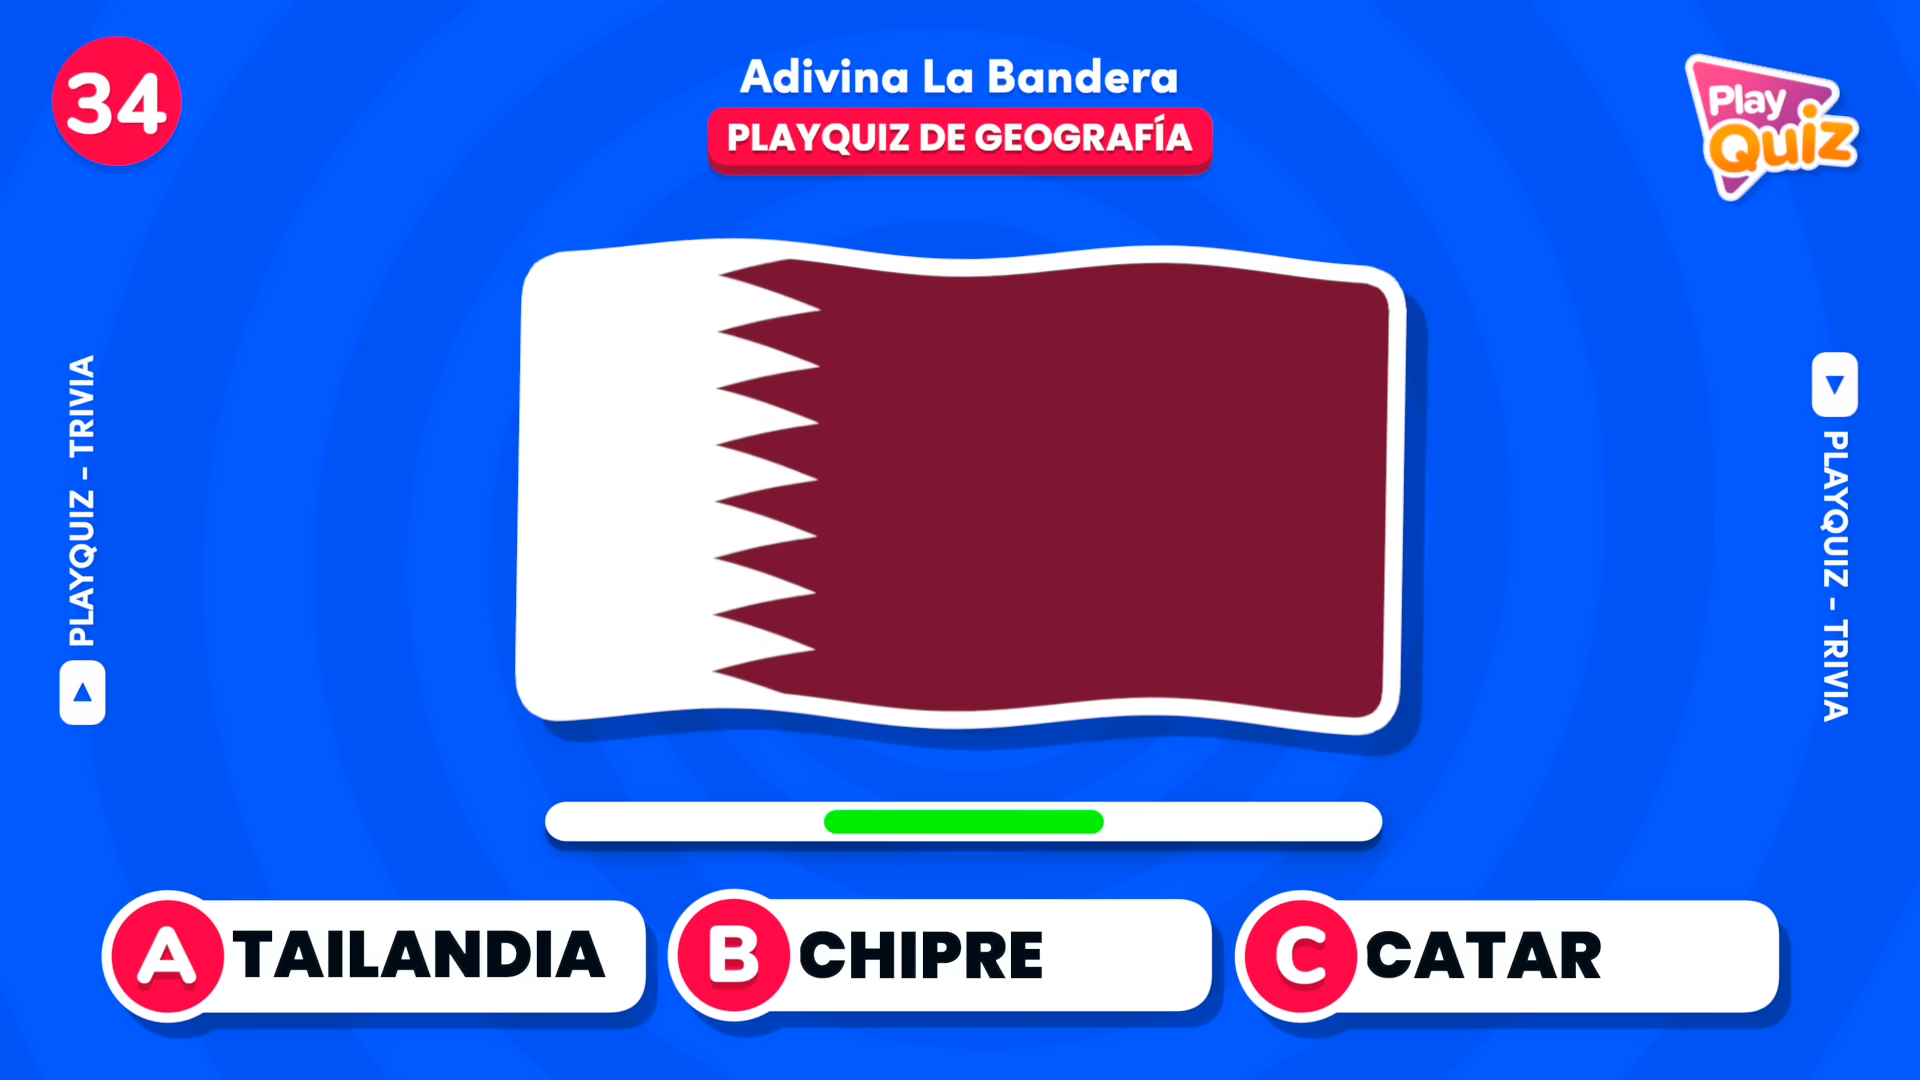 34
Adivina La Bandera
PLAYQUIZ DE GEOGRAFÍA
Play
Quiz
PLAYQUIZ - TRIVIA
PLAYQUIZ - TRIVIA
A TAILANDIA
B CHIPRE
C CATAR